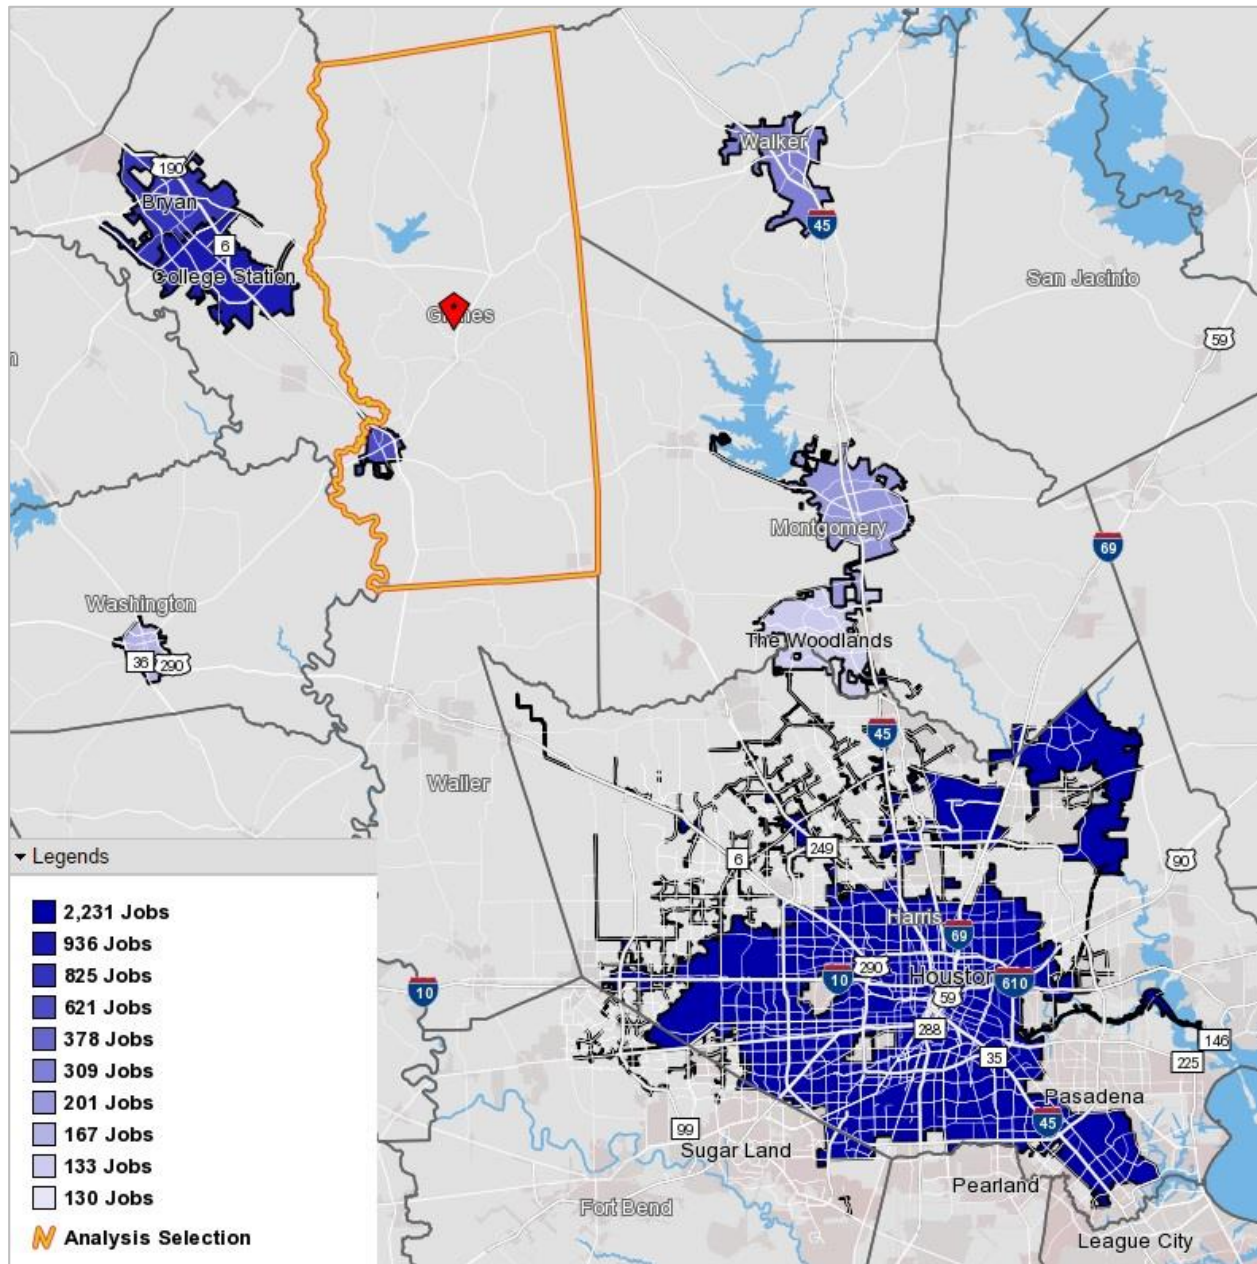 Walker
45
190
Bryan
6
College Station
San Jacinto
59
Grimes
Montgomery
69
Washington
36
290
The Woodlands
45
Waller
249
6
90
Harris
69
Houston
290
10
610
10
59
288
146
35
225
Pasadena
45
99
Sugar Land
Pearland
Fort Bend
League City
Legends
2,231 Jobs
936 Jobs
825 Jobs
621 Jobs
378 Jobs
309 Jobs
201 Jobs
167 Jobs
133 Jobs
130 Jobs
Analysis Selection